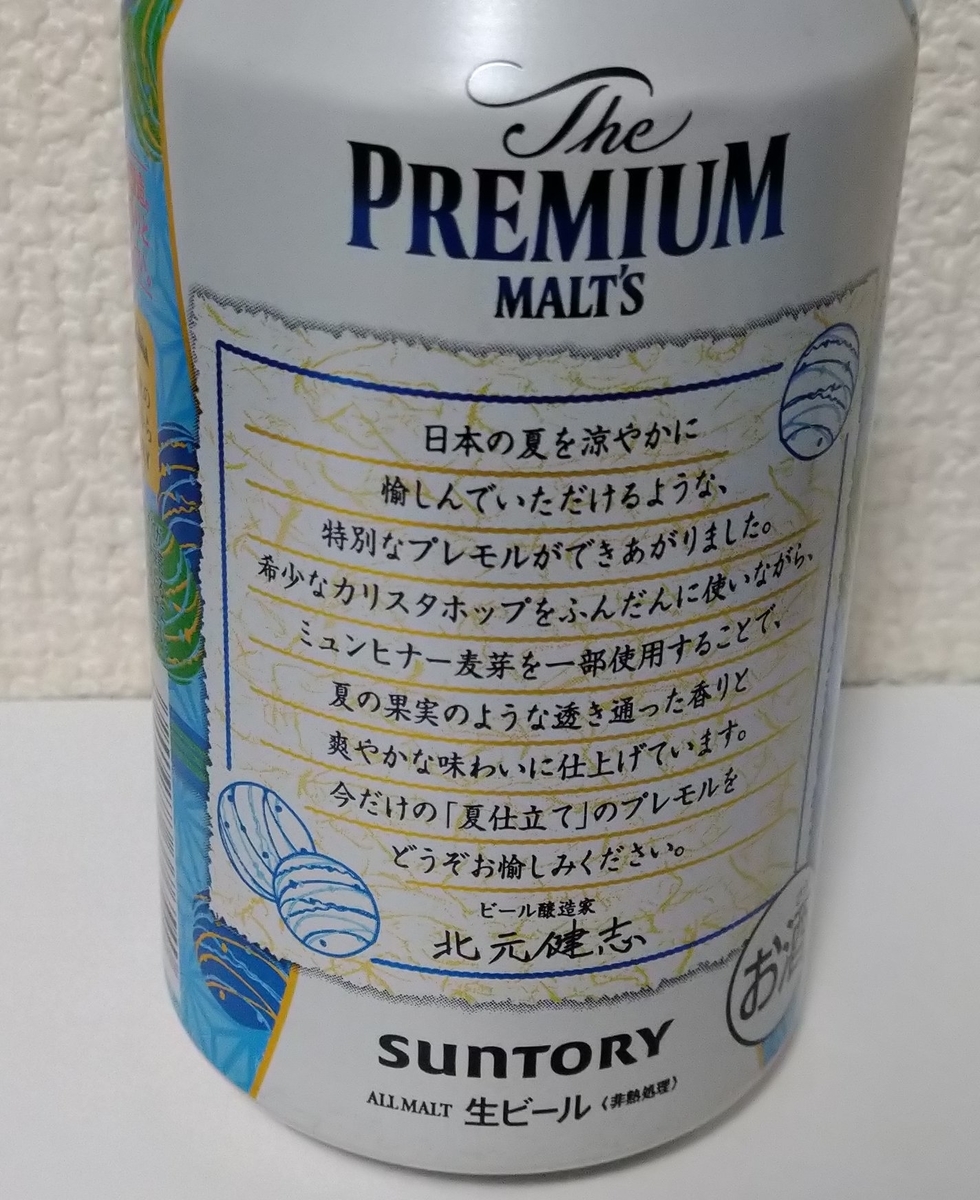 The
PREMIUM
MALT'S
日本の夏を涼やかに
愉しんでいただけるような、
特別なプレモルができあがりました。
希少なカリスタホップをふんだんに使いながら、
ミュンヒナー麦芽を一部使用することで、
夏の果実のような透き通った香りと
爽やかな味わいに仕上げています。
今だけの「夏仕立て」のプレモルを
どうぞお愉しみください。
ビール醸造家
北元健志
お酒
SUNTORY
ALL MALT 生ビール〈非熱処理〉